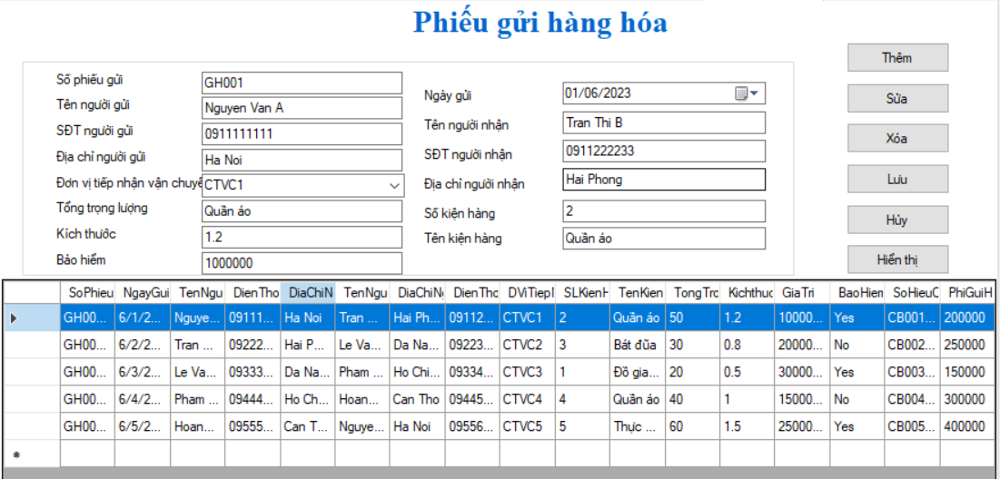 Phiếu gửi hàng hóa
Số phiếu gửi GH001
Tên người gửi Nguyen Van A
SĐT người gửi 0911111111
Địa chỉ người gửi Ha Noi
Đơn vị tiếp nhận vận chuyể CTVC1
Tổng trọng lượng Quần áo
Kích thước 1.2
Bảo hiểm 1000000
Ngày gửi 01/06/2023
Tên người nhận Tran Thi B
SĐT người nhận 0911222233
Địa chỉ người nhận Hai Phong
Số kiện hàng 2
Tên kiện hàng Quần áo
Thêm
Sửa
Xóa
Lưu
Hủy
Hiển thị
SoPhieu NgayGui TenNgu DienTho DiaChiN TenNgu DiaChiN DienTho DViTiepN SLKienH TenKien TongTrc Kichthuc GiaTri BaoHien SoHieuC PhiGuiH
GH00... 6/1/2... Nguye... 09111... Ha Noi Tran ... Hai Ph... 09112... CTVC1 2 Quần áo 50 1.2 10000... Yes CB001... 200000
GH00... 6/2/2... Tran ... 09222... Hai P... Le Va... Da Na... 09223... CTVC2 3 Bát đũa 30 0.8 20000... No CB002... 250000
GH00... 6/3/2... Le Va... 09333... Da Na... Pham ... Ho Chi... 09334... CTVC3 1 Đồ gia... 20 0.5 30000... Yes CB003... 150000
GH00... 6/4/2... Pham ... 09444... Ho Ch... Hoan... Can Tho 09445... CTVC4 4 Quần áo 40 1 15000... No CB004... 300000
GH00... 6/5/2... Hoan... 09555... Can T... Nguye... Ha Noi 09556... CTVC5 5 Thực ... 60 1.5 25000... Yes CB005... 400000